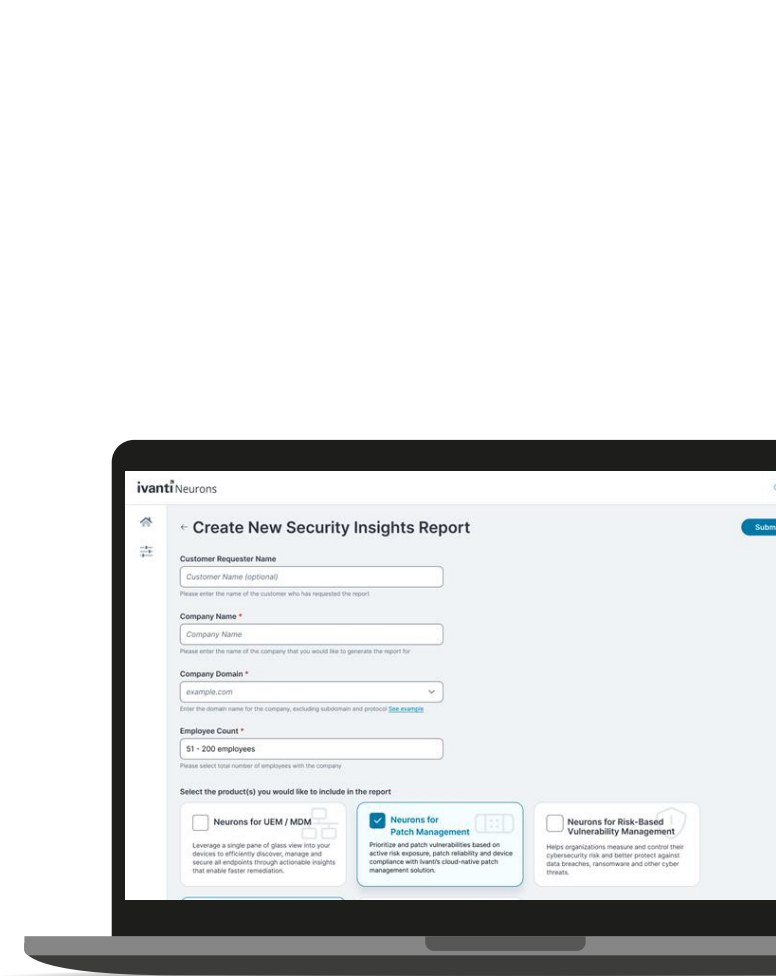 ivanti Neurons
← Create New Security Insights Report
Subm
Customer Requester Name
Customer Name (optional)
Please enter the name of the customer who has requested the report
Company Name *
Company Name
Please enter the name of the company that you would like to generate the report for
Company Domain *
example.com
Enter the domain name for the company, excluding subdomain and protocol See example
Employee Count *
51 - 200 employees
Please select total number of employees with the company
Select the product(s) you would like to include in the report
Neurons for UEM / MDM
Leverage a single pane of glass view into your
devices to efficiently discover, manage and
secure all endpoints through actionable insights
that enable faster remediation.
Neurons for
Patch Management
Prioritize and patch vulnerabilities based on
active risk exposure, patch reliability and device
compliance with Ivanti's cloud-native patch
management solution.
Neurons for Risk-Based
Vulnerability Management
Helps organizations measure and control their
cybersecurity risk and better protect against
data breaches, ransomware and other cyber
threats.